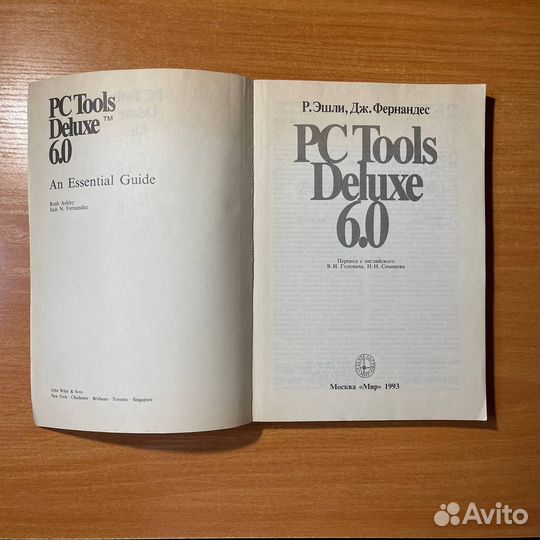 PC Tools
Deluxe™
6.0
An Essential Guide
Ruth Ashley
Judi N. Fernandez
John Wiley & Sons
New York · Chichester · Brisbane · Toronto · Singapore
Р. Эшли, Дж. Фернандес
PC Tools
Deluxe
6.0
Перевод с английского
В. И. Головача, Н. Н. Семенова
Москва «Мир» 1993
Avito